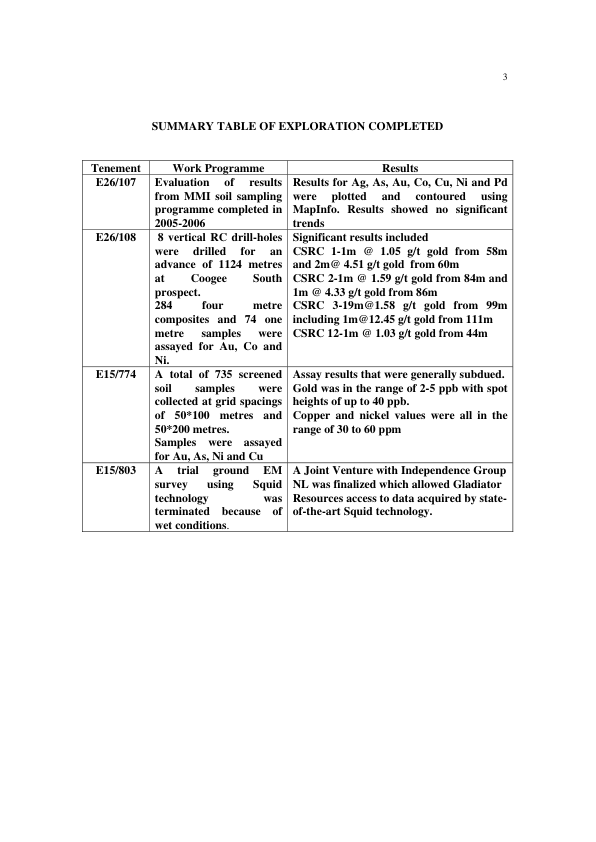 3
SUMMARY TABLE OF EXPLORATION COMPLETED
Tenement Work Programme Results
E26/107
Evaluation of results
from MMI soil sampling
programme completed in
2005-2006
Results for Ag, As, Au, Co, Cu, Ni and Pd
were plotted and contoured using
MapInfo. Results showed no significant
trends
E26/108
8 vertical RC drill-holes
were drilled for an
advance of 1124 metres
at Coogee South
prospect.
284 four metre
composites and 74 one
metre samples were
assayed for Au, Co and
Ni.
Significant results included
CSRC 1-1m @ 1.05 g/t gold from 58m
and 2m@ 4.51 g/t gold from 60m
CSRC 2-1m @ 1.59 g/t gold from 84m and
1m @ 4.33 g/t gold from 86m
CSRC 3-19m@1.58 g/t gold from 99m
including 1m@12.45 g/t gold from 111m
CSRC 12-1m @ 1.03 g/t gold from 44m
E15/774
A total of 735 screened
soil samples were
collected at grid spacings
of 50*100 metres and
50*200 metres.
Samples were assayed
for Au, As, Ni and Cu
Assay results that were generally subdued.
Gold was in the range of 2-5 ppb with spot
heights of up to 40 ppb.
Copper and nickel values were all in the
range of 30 to 60 ppm
E15/803
A trial ground EM
survey using Squid
technology was
terminated because of
wet conditions.
A Joint Venture with Independence Group
NL was finalized which allowed Gladiator
Resources access to data acquired by state-
of-the-art Squid technology.